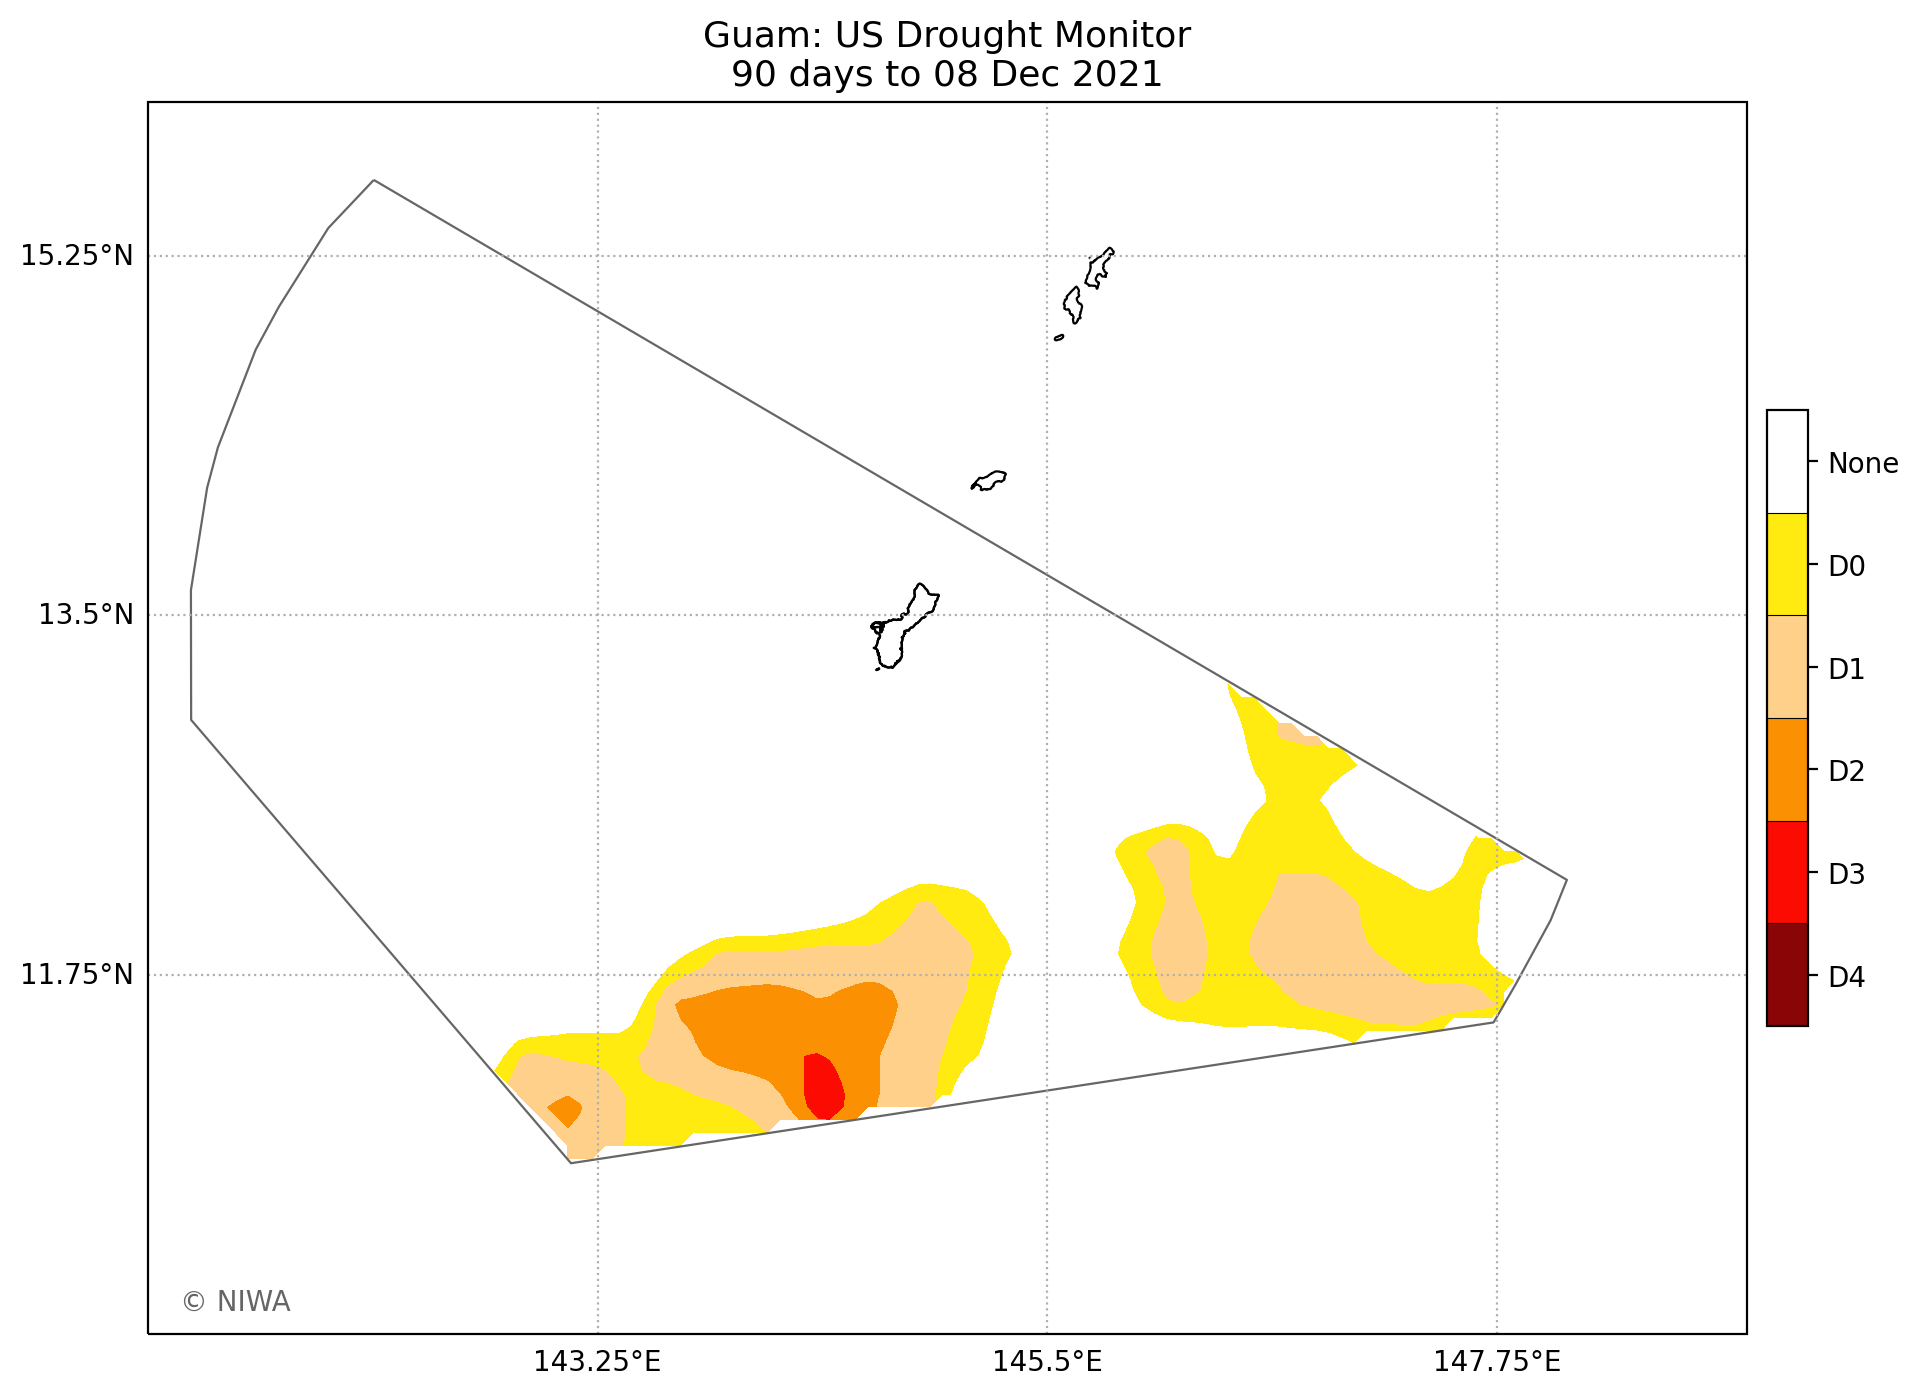 Guam: US Drought Monitor
90 days to 08 Dec 2021
15.25°N
13.5°N
11.75°N
143.25°E
145.5°E
147.75°E
None
D0
D1
D2
D3
D4
© NIWA